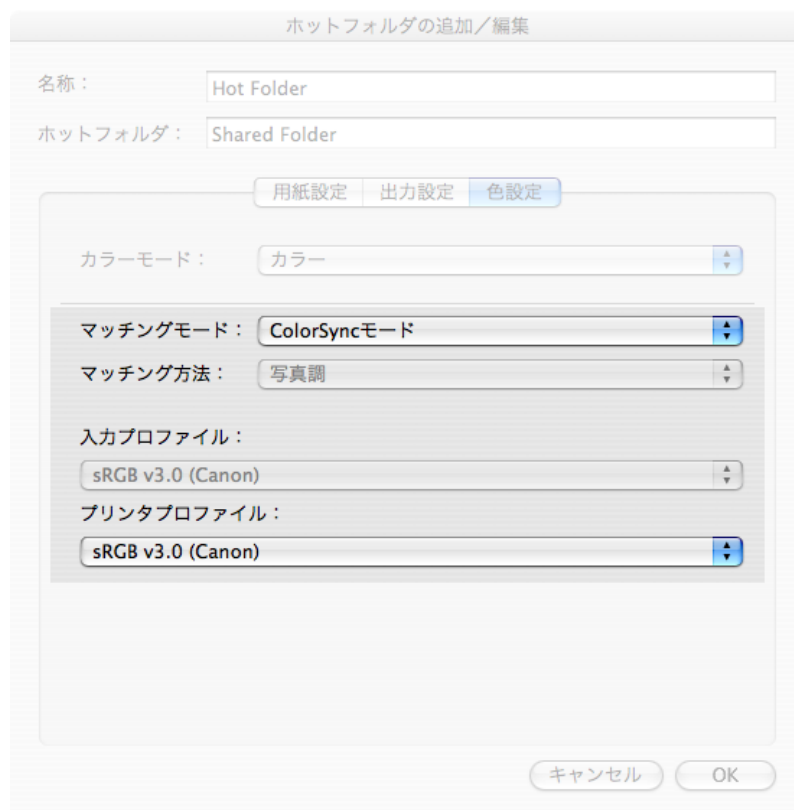 ホットフォルダの追加／編集
名称： Hot Folder
ホットフォルダ： Shared Folder
用紙設定 出力設定 色設定
カラーモード： カラー
マッチングモード： ColorSyncモード
マッチング方法： 写真調
入力プロファイル：
sRGB v3.0 (Canon)
プリンタプロファイル：
sRGB v3.0 (Canon)
キャンセル OK